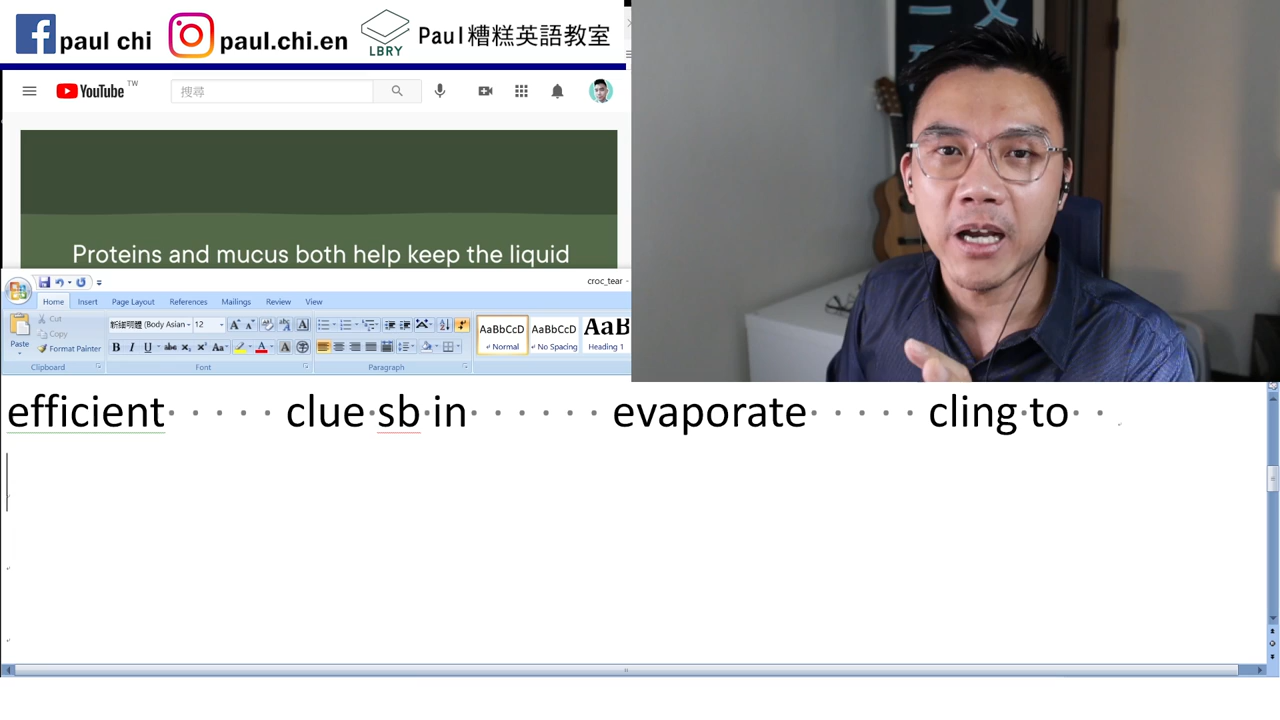 paul chi paul.chi.en LBRY Paul糟糕英語教室
YouTube TW 搜尋
Proteins and mucus both help keep the liquid
croc_tear -
Home Insert Page Layout References Mailings Review View
Paste Cut Copy Format Painter
新細明體 (Body Asian 12
AaBbCcD AaBbCcD AaB
Normal No Spacing Heading 1
Clipboard Font Paragraph
efficient clue sb in evaporate cling to